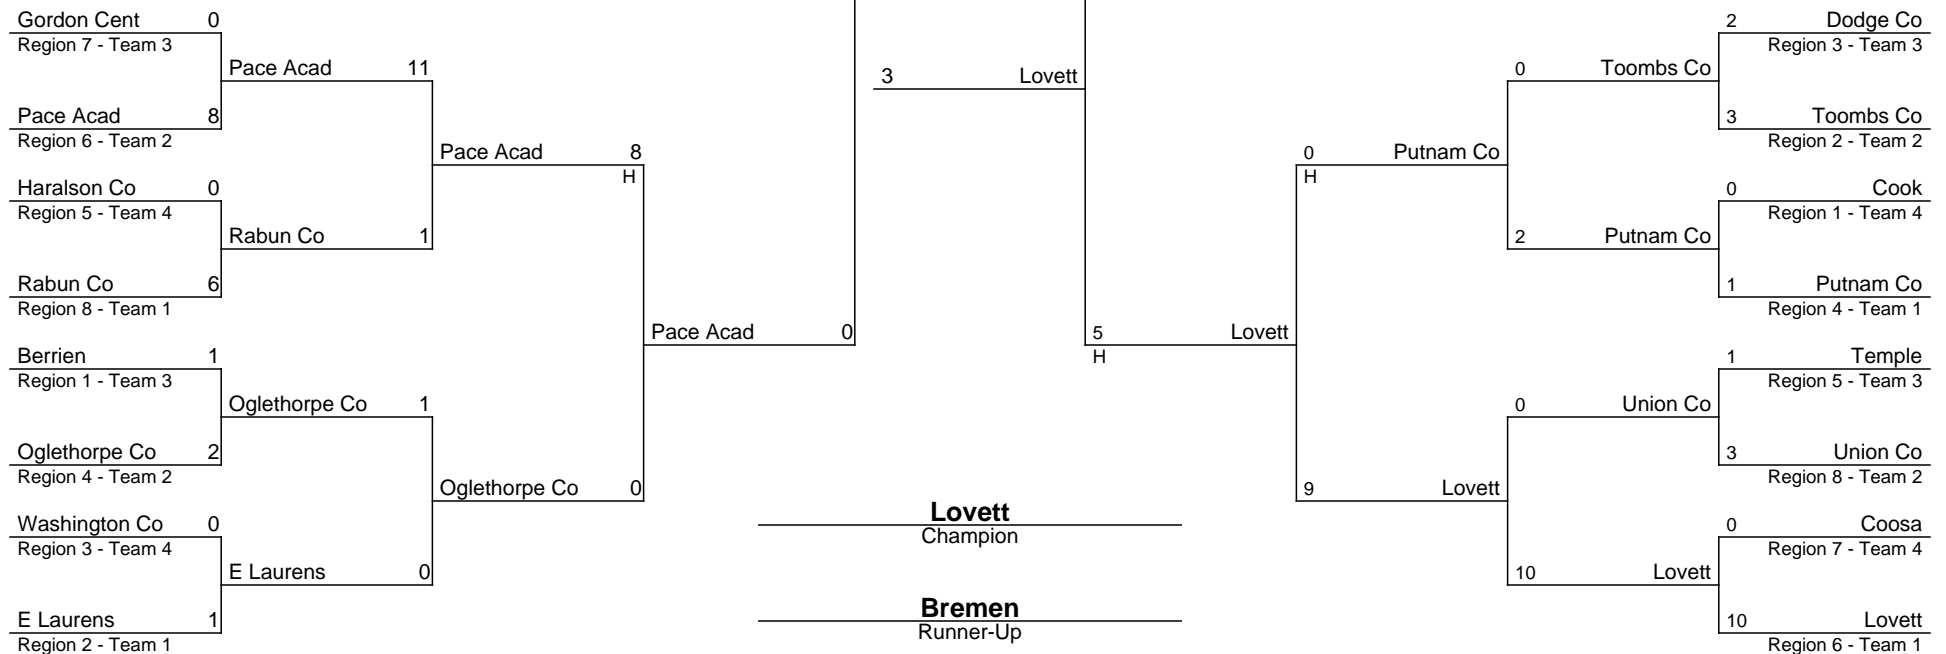 Gordon Cent 0
Region 7 - Team 3
Pace Acad 8
Region 6 - Team 2
Haralson Co 0
Region 5 - Team 4
Rabun Co 6
Region 8 - Team 1
Berrien 1
Region 1 - Team 3
Oglethorpe Co 2
Region 4 - Team 2
Washington Co 0
Region 3 - Team 4
E Laurens 1
Region 2 - Team 1
Pace Acad 11
Rabun Co 1
Oglethorpe Co 1
E Laurens 0
Pace Acad 8
H
Oglethorpe Co 0
Pace Acad 0
3 Lovett
Lovett
Champion
Bremen
Runner-Up
5 Lovett
H
0 Putnam Co
H
9 Lovett
0 Toombs Co
2 Putnam Co
0 Union Co
10 Lovett
2 Dodge Co
Region 3 - Team 3
3 Toombs Co
Region 2 - Team 2
0 Cook
Region 1 - Team 4
1 Putnam Co
Region 4 - Team 1
1 Temple
Region 5 - Team 3
3 Union Co
Region 8 - Team 2
0 Coosa
Region 7 - Team 4
10 Lovett
Region 6 - Team 1